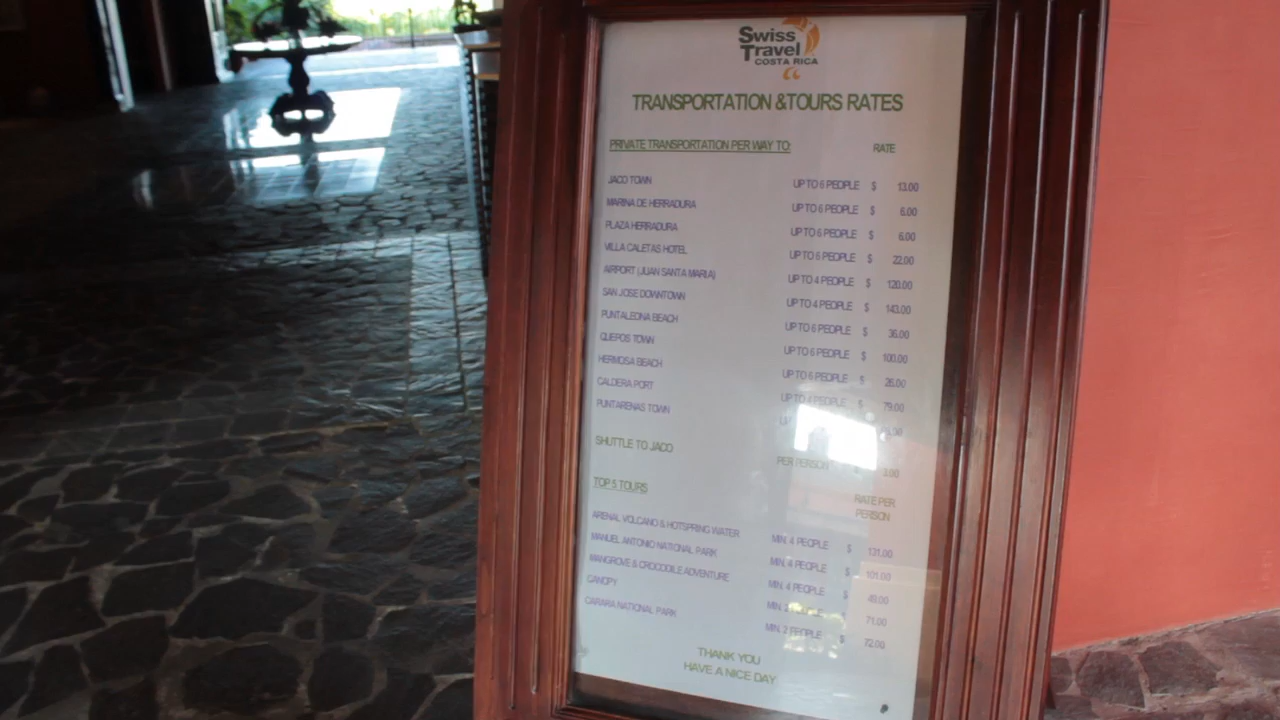 Swiss
Travel
COSTA RICA
TRANSPORTATION & TOURS RATES
PRIVATE TRANSPORTATION PER WAY TO: RATE
JACO TOWN UP TO 6 PEOPLE $ 13.00
MARINA DE HERRADURA UP TO 6 PEOPLE $ 6.00
PLAZA HERRADURA UP TO 6 PEOPLE $ 6.00
VILLA CALETAS HOTEL UP TO 6 PEOPLE $ 22.00
AIRPORT (JUAN SANTA MARIA) UP TO 4 PEOPLE $ 120.00
SAN JOSE DOWNTOWN UP TO 4 PEOPLE $ 143.00
PUNTALEONA BEACH UP TO 6 PEOPLE $ 36.00
QUEPOS TOWN UP TO 6 PEOPLE $ 100.00
HERMOSA BEACH UP TO 6 PEOPLE $ 26.00
CALDERA PORT UP TO PEOPLE $ 79.00
PUNTARENAS TOWN UP
SHUTTLE TO JACO PER PERSON $
TOP 5 TOURS RATE PER
PERSON
ARENAL VOLCANO & HOTSPRING WATER MIN. 4 PEOPLE $ 131.00
MANUEL ANTONIO NATIONAL PARK MIN. 4 PEOPLE $ 101.00
MANGROVE & CROCODILE ADVENTURE MIN. 4 PEOPLE $
CANOPY MIN. 2 PEOPLE $ 71.00
CARARA NATIONAL PARK MIN. 2 PEOPLE $ 72.00
THANK YOU
HAVE A NICE DAY